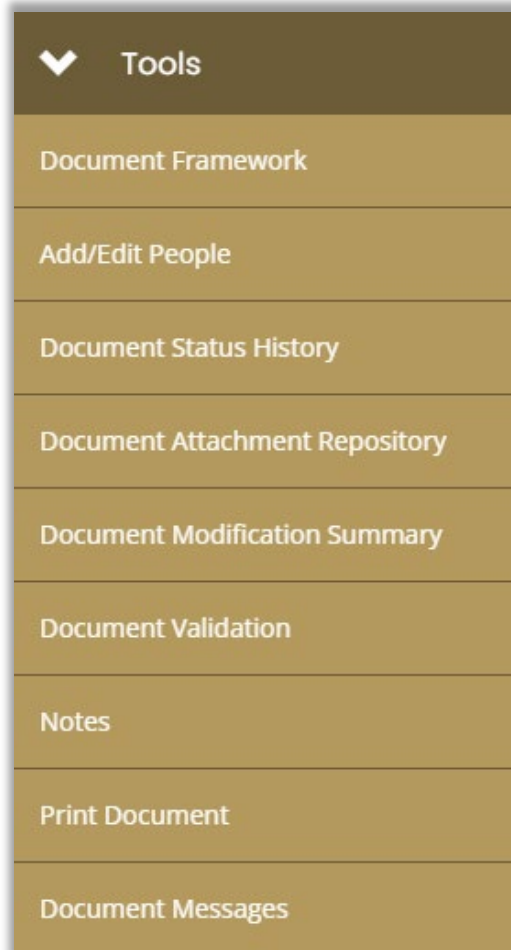 Tools
Document Framework
Add/Edit People
Document Status History
Document Attachment Repository
Document Modification Summary
Document Validation
Notes
Print Document
Document Messages